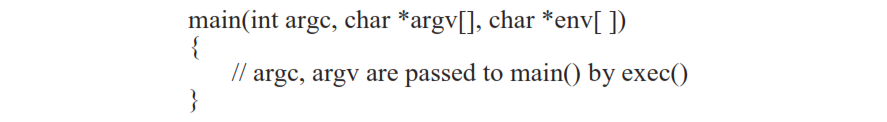 main(int argc, char *argv[], char *env[ ])
{
// argc, argv are passed to main() by exec()
}